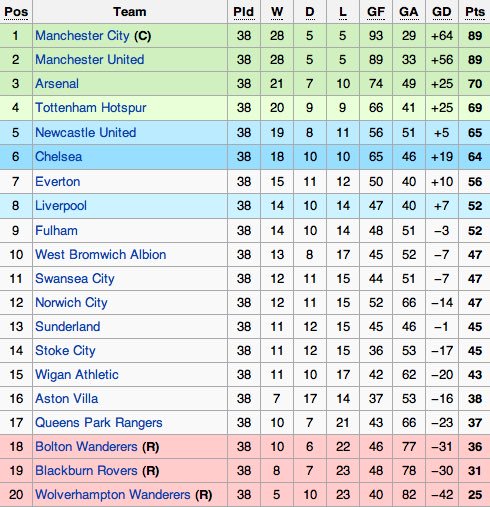 Pos Team Pld W D L GF GA GD Pts
1 Manchester City (C) 38 28 5 5 93 29 +64 89
2 Manchester United 38 28 5 5 89 33 +56 89
3 Arsenal 38 21 7 10 74 49 +25 70
4 Tottenham Hotspur 38 20 9 9 66 41 +25 69
5 Newcastle United 38 19 8 11 56 51 +5 65
6 Chelsea 38 18 10 10 65 46 +19 64
7 Everton 38 15 11 12 50 40 +10 56
8 Liverpool 38 14 10 14 47 40 +7 52
9 Fulham 38 14 10 14 48 51 −3 52
10 West Bromwich Albion 38 13 8 17 45 52 −7 47
11 Swansea City 38 12 11 15 44 51 −7 47
12 Norwich City 38 12 11 15 52 66 −14 47
13 Sunderland 38 11 12 15 45 46 −1 45
14 Stoke City 38 11 12 15 36 53 −17 45
15 Wigan Athletic 38 11 10 17 42 62 −20 43
16 Aston Villa 38 7 17 14 37 53 −16 38
17 Queens Park Rangers 38 10 7 21 43 66 −23 37
18 Bolton Wanderers (R) 38 10 6 22 46 77 −31 36
19 Blackburn Rovers (R) 38 8 7 23 48 78 −30 31
20 Wolverhampton Wanderers (R) 38 5 10 23 40 82 −42 25